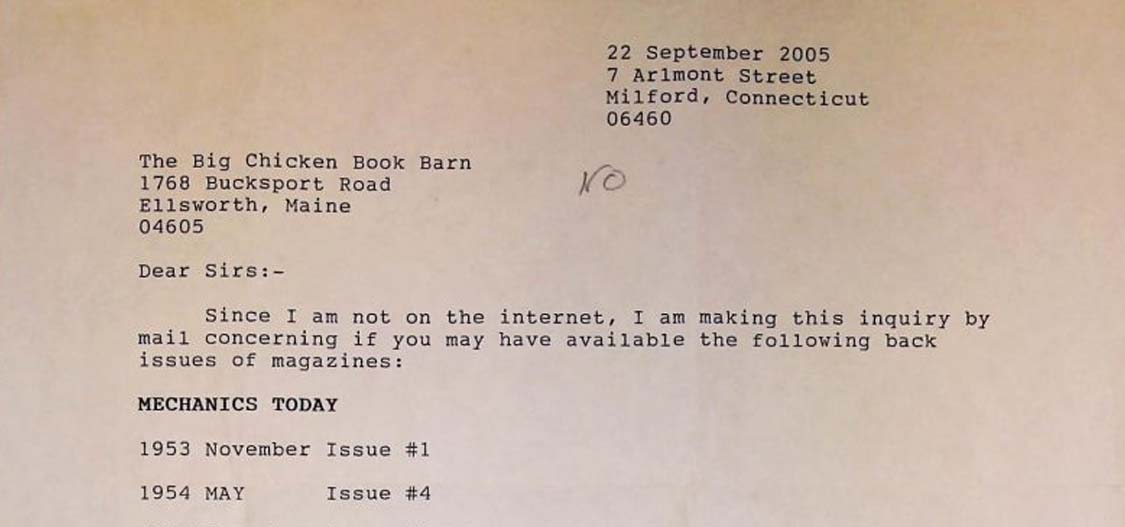 22 September 2005
7 Arlmont Street
Milford, Connecticut
06460
The Big Chicken Book Barn
1768 Bucksport Road
Ellsworth, Maine
04605
NO
Dear Sirs:-
Since I am not on the internet, I am making this inquiry by
mail concerning if you may have available the following back
issues of magazines:
MECHANICS TODAY
1953 November Issue #1
1954 MAY Issue #4